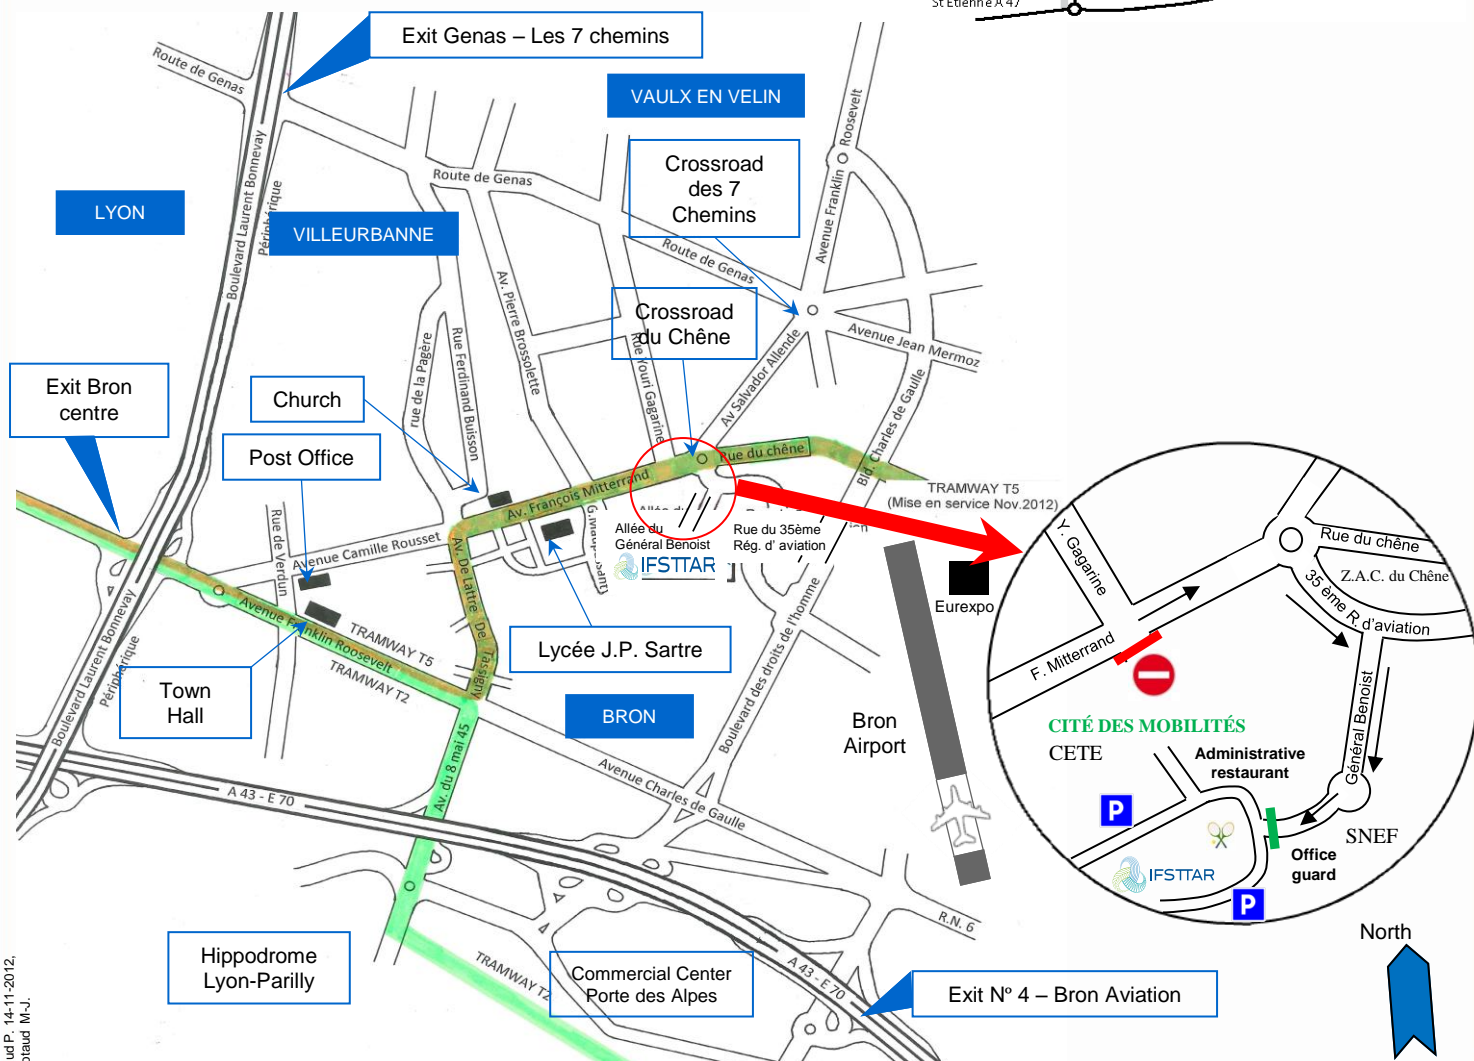 St Etienne A 47
Exit Genas – Les 7 chemins
Route de Genas
VAULX EN VELIN
Avenue Franklin Roosevelt
Crossroad
des 7
Chemins
Boulevard Laurent Bonnevay
Périphérique
Route de Genas
LYON
VILLEURBANNE
Route de Genas
Av. Pierre Brossolette
Crossroad
du Chêne
Avenue Jean Mermoz
rue de la Pagère
Rue Ferdinand Buisson
Rue Youri Gagarine
Av Salvador Allende
Bld. Charles de Gaulle
Exit Bron
centre
Church
Post Office
Rue du chêne
Av. François Mitterrand
TRAMWAY T5
(Mise en service Nov.2012)
Rue de Verdun
Avenue Camille Rousset
Allée du
Général Benoist
Rue du 35ème
Rég. d' aviation
IFSTTAR
Av. De Lattre De Tassigny
Eurexpo
Boulevard des droits de l'homme
Avenue Franklin Roosevelt
TRAMWAY T5
TRAMWAY T2
Lycée J.P. Sartre
Boulevard Laurent Bonnevay
Périphérique
Town
Hall
BRON
Bron
Airport
Av. du 8 mai 45
Avenue Charles de Gaulle
A 43 - E 70
R.N. 6
Hippodrome
Lyon-Parilly
TRAMWAY T2
Commercial Center
Porte des Alpes
A 43 - E 70
Exit Nº 4 – Bron Aviation
Y. Gagarine
Rue du chêne
Z.A.C. du Chêne
35 ème R. d'aviation
F. Mitterrand
Général Benoist
CITÉ DES MOBILITÉS
CETE
Administrative
restaurant
P
SNEF
Office
guard
IFSTTAR
P
North
P. 14-11-2012,
M-J.